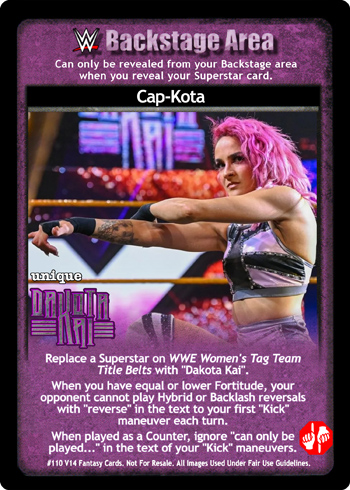 W Backstage Area
Can only be revealed from your Backstage area
when you reveal your Superstar card.
Cap-Kota
unique
DAKOTA
KAI
Replace a Superstar on WWE Women's Tag Team
Title Belts with "Dakota Kai".
When you have equal or lower Fortitude, your
opponent cannot play Hybrid or Backlash reversals
with "reverse" in the text to your first "Kick"
maneuver each turn.
When played as a Counter, ignore "can only be
played..." in the text of your "Kick" maneuvers.
#110 V14 Fantasy Cards. Not For Resale. All Images Used Under Fair Use Guidelines.